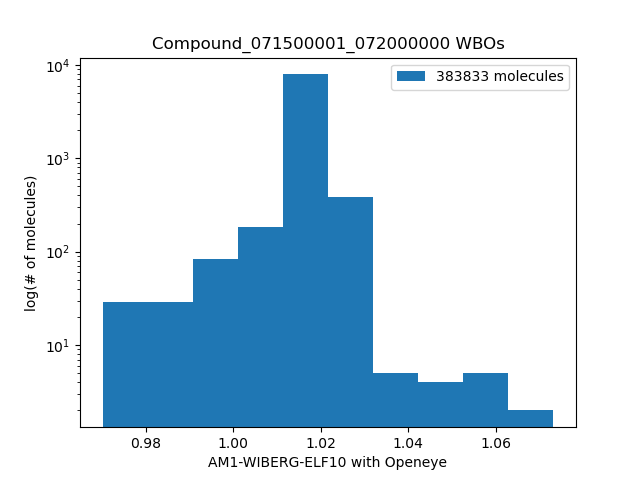 Compound_071500001_072000000 WBOs
383833 molecules
log(# of molecules)
10⁴
10³
10²
10¹
0.98 1.00 1.02 1.04 1.06
AM1-WIBERG-ELF10 with Openeye